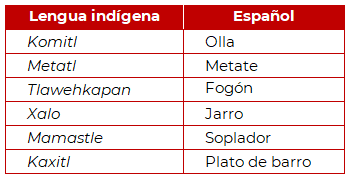 Lengua indígena Español
Komitl Olla
Metatl Metate
Tlawehkapan Fogón
Xalo Jarro
Mamastle Soplador
Kaxitl Plato de barro